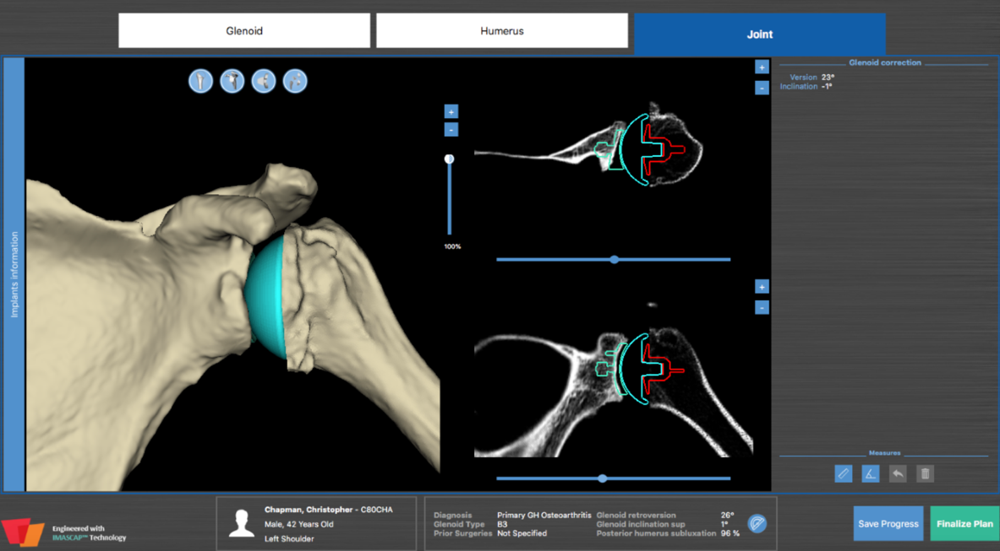 Glenoid
Humerus
Joint
Implants information
+
-
100%
+
-
+
-
Glenoid correction
Version 23°
Inclination -1°
Measures
Engineered with
IMASCAP™ Technology
Chapman, Christopher - C80CHA
Male, 42 Years Old
Left Shoulder
Diagnosis Primary GH Osteoarthritis Glenoid retroversion 26°
Glenoid Type B3 Glenoid inclination sup 1°
Prior Surgeries Not Specified Posterior humerus subluxation 96 %
Save Progress
Finalize Plan